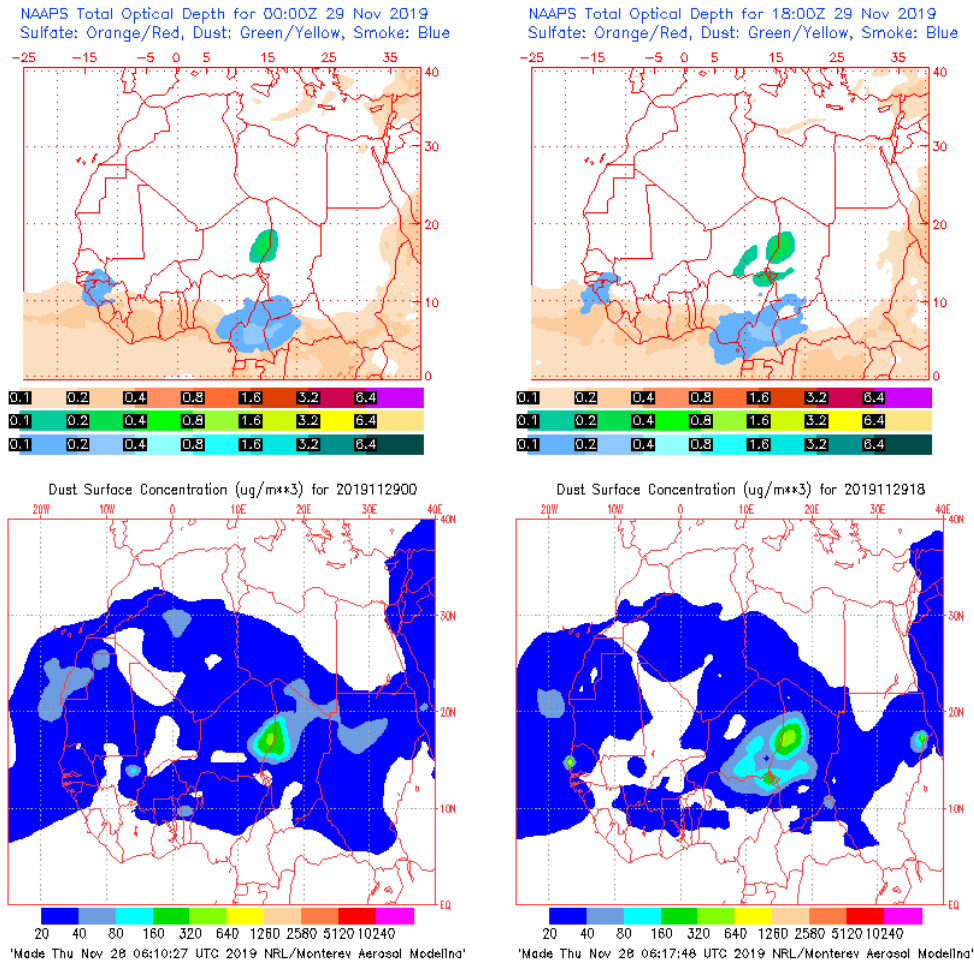 NAAPS Total Optical Depth for 00:00Z 29 Nov 2019
Sulfate: Orange/Red, Dust: Green/Yellow, Smoke: Blue
-25 -15 -5 0 5 15 25 35
40
30
20
10
0
0.1 0.2 0.4 0.8 1.6 3.2 6.4
0.1 0.2 0.4 0.8 1.6 3.2 6.4
0.1 0.2 0.4 0.8 1.6 3.2 6.4
NAAPS Total Optical Depth for 18:00Z 29 Nov 2019
Sulfate: Orange/Red, Dust: Green/Yellow, Smoke: Blue
-25 -15 -5 0 5 15 25 35
40
30
20
10
0
0.1 0.2 0.4 0.8 1.6 3.2 6.4
0.1 0.2 0.4 0.8 1.6 3.2 6.4
0.1 0.2 0.4 0.8 1.6 3.2 6.4
Dust Surface Concentration (ug/m**3) for 2019112900
20W 10W 0 10E 20E 30E 40E
40N
30N
20N
10N
EQ
20 40 80 160 320 640 1260 2580 5120 10240
'Made Thu Nov 28 06:10:27 UTC 2019 NRL/Monterey Aerosol Modeling'
Dust Surface Concentration (ug/m**3) for 2019112918
20W 10W 0 10E 20E 30E 40E
40N
30N
20N
10N
EQ
20 40 80 160 320 640 1260 2580 5120 10240
'Made Thu Nov 28 06:17:48 UTC 2019 NRL/Monterey Aerosol Modeling'